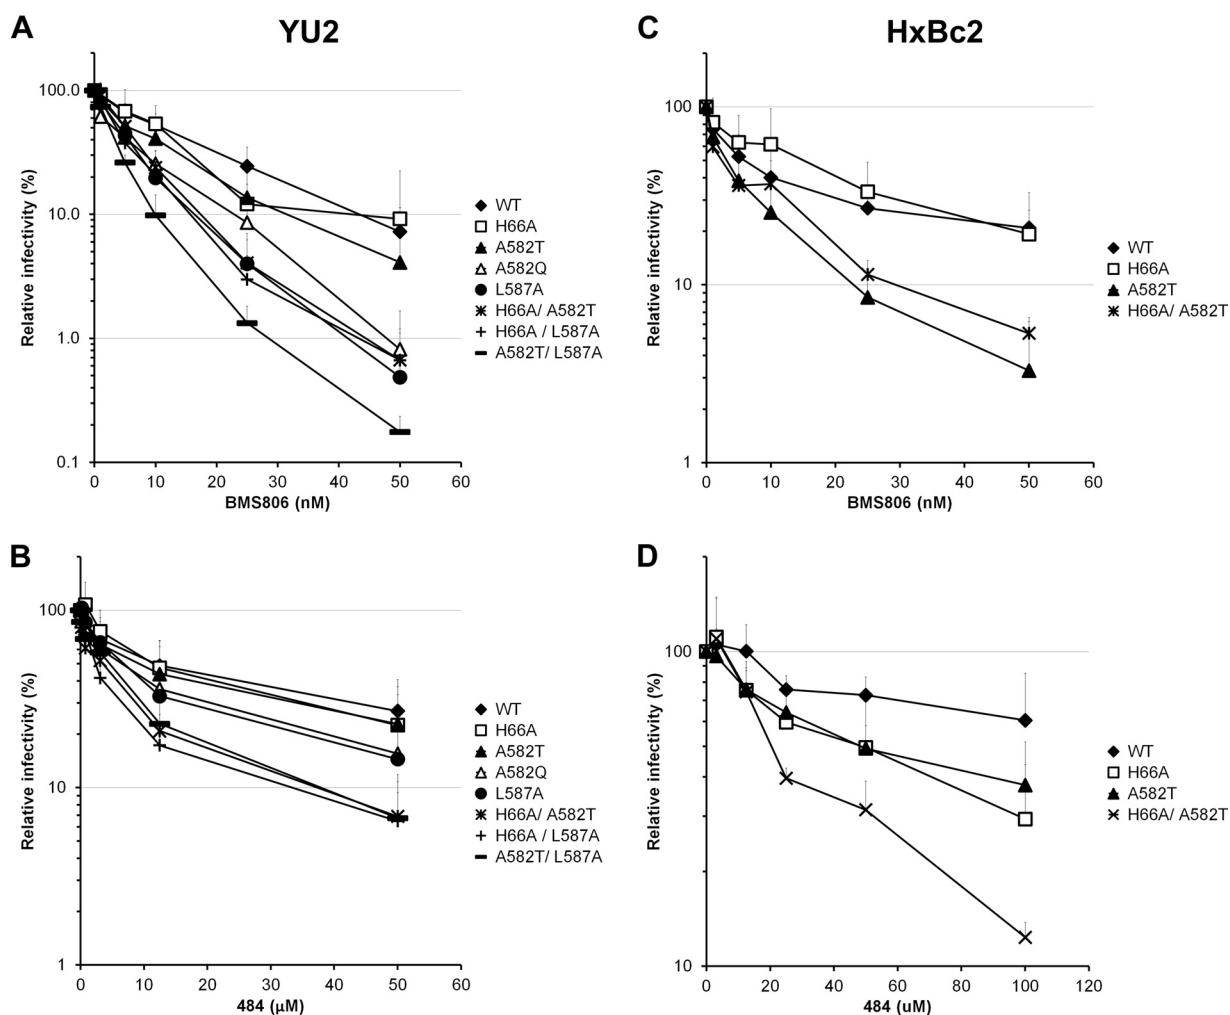 A
YU2
Relative infectivity (%)
100.0
10.0
1.0
0.1
0 10 20 30 40 50 60
BMS806 (nM)
WT
H66A
A582T
A582Q
L587A
H66A/ A582T
H66A / L587A
A582T/ L587A
C
HxBc2
Relative infectivity (%)
100
10
1
0 10 20 30 40 50 60
BMS806 (nM)
WT
H66A
A582T
H66A/ A582T
B
Relative infectivity (%)
100
10
1
0 10 20 30 40 50 60
484 (μM)
WT
H66A
A582T
A582Q
L587A
H66A/ A582T
H66A / L587A
A582T/ L587A
D
Relative infectivity (%)
100
10
0 20 40 60 80 100 120
484 (uM)
WT
H66A
A582T
H66A/ A582T